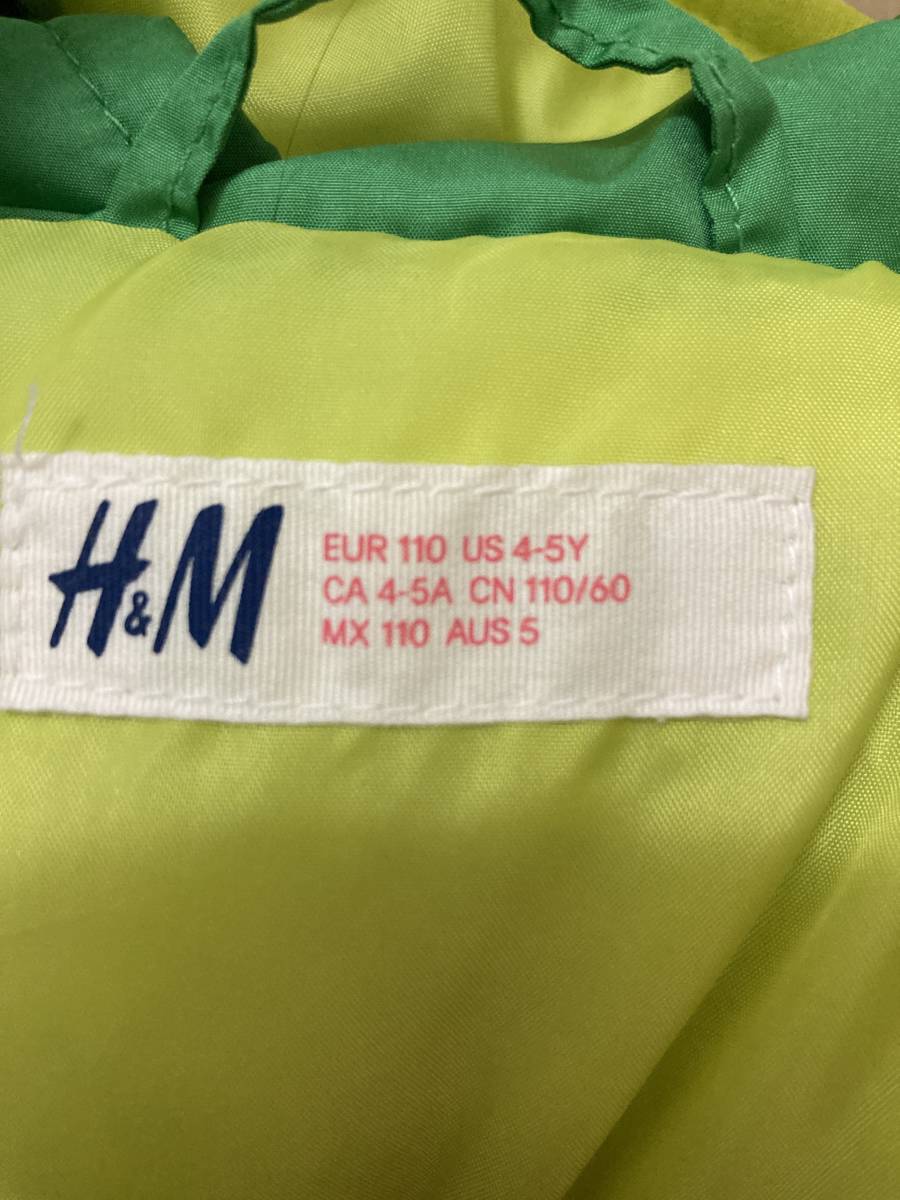 H&M
EUR 110 US 4-5Y
CA 4-5A CN 110/60
MX 110 AUS 5